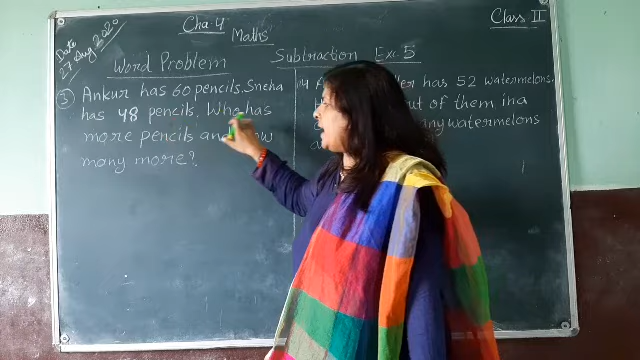 Cha-4 Maths
Class II
Date
27 Aug 2020
Word Problem
Subtraction Ex-5
3 Ankur has 60 pencils. Sneha
has 48 pencils. Who has
more pencils and how
many more?
4 A has 52 watermelons.
out of them in a
many watermelons